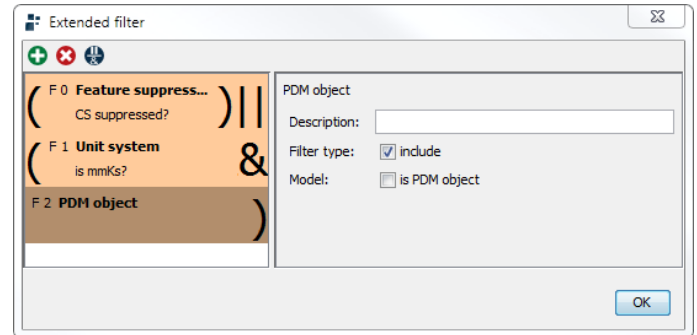 Extended filter
( F 0 Feature suppress... ) ||
CS suppressed?
( F 1 Unit system &
is mmKs?
F 2 PDM object )
PDM object
Description:
Filter type: include
Model: is PDM object
OK